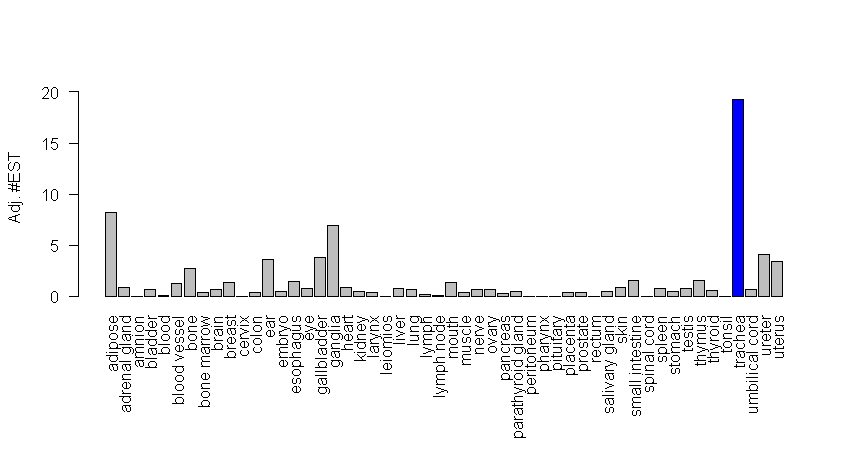 Adj. #EST
20
15
10
5
0
adipose
adrenal gland
amnion
bladder
blood
blood vessel
bone
bone marrow
brain
breast
cervix
colon
ear
embryo
esophagus
eye
gallbladder
ganglia
heart
kidney
larynx
leiomios
liver
lung
lymph
lymph node
mouth
muscle
nerve
ovary
pancreas
parathyroid gland
peritoneum
pharynx
pituitary
placenta
prostate
rectum
salivary gland
skin
small intestine
spinal cord
spleen
stomach
testis
thymus
thyroid
tonsil
trachea
umbilical cord
ureter
uterus